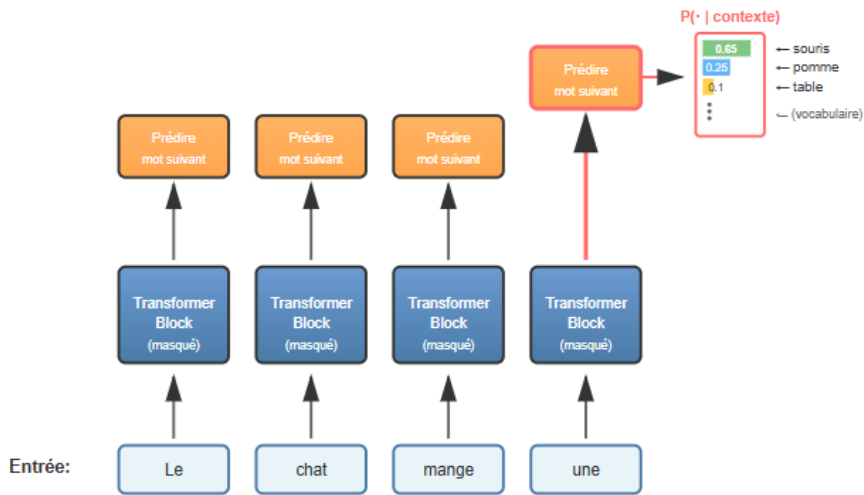 P(· | contexte)
0.65 ← souris
0.25 ← pomme
0.1 ← table
(vocabulaire)
Prédire
mot suivant
Prédire
mot suivant
Prédire
mot suivant
Prédire
mot suivant
Transformer
Block
(masqué)
Transformer
Block
(masqué)
Transformer
Block
(masqué)
Transformer
Block
(masqué)
Entrée:
Le
chat
mange
une